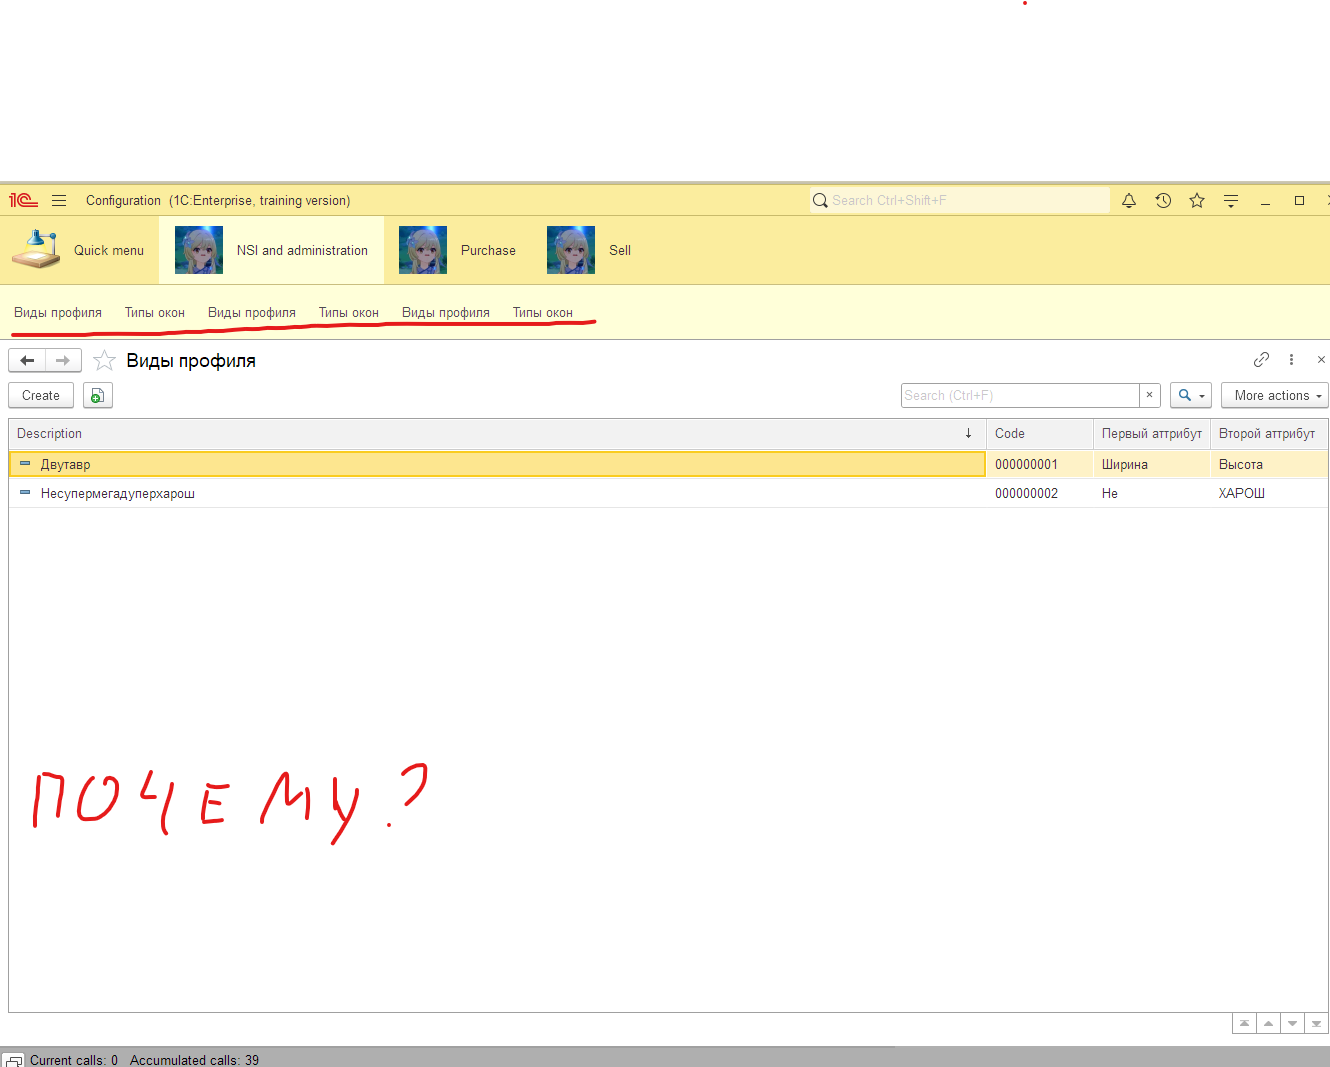 1С Configuration (1C:Enterprise, training version) Search Ctrl+Shift+F
Quick menu NSI and administration Purchase Sell
Виды профиля Типы окон Виды профиля Типы окон Виды профиля Типы окон
Виды профиля
Create Search (Ctrl+F) × More actions
Description ↓ Code Первый аттрибут Второй аттрибут
Двутавр 000000001 Ширина Высота
Несупермегадуперхарош 000000002 Не ХАРОШ
ПОЧЕМУ?
Current calls: 0 Accumulated calls: 39